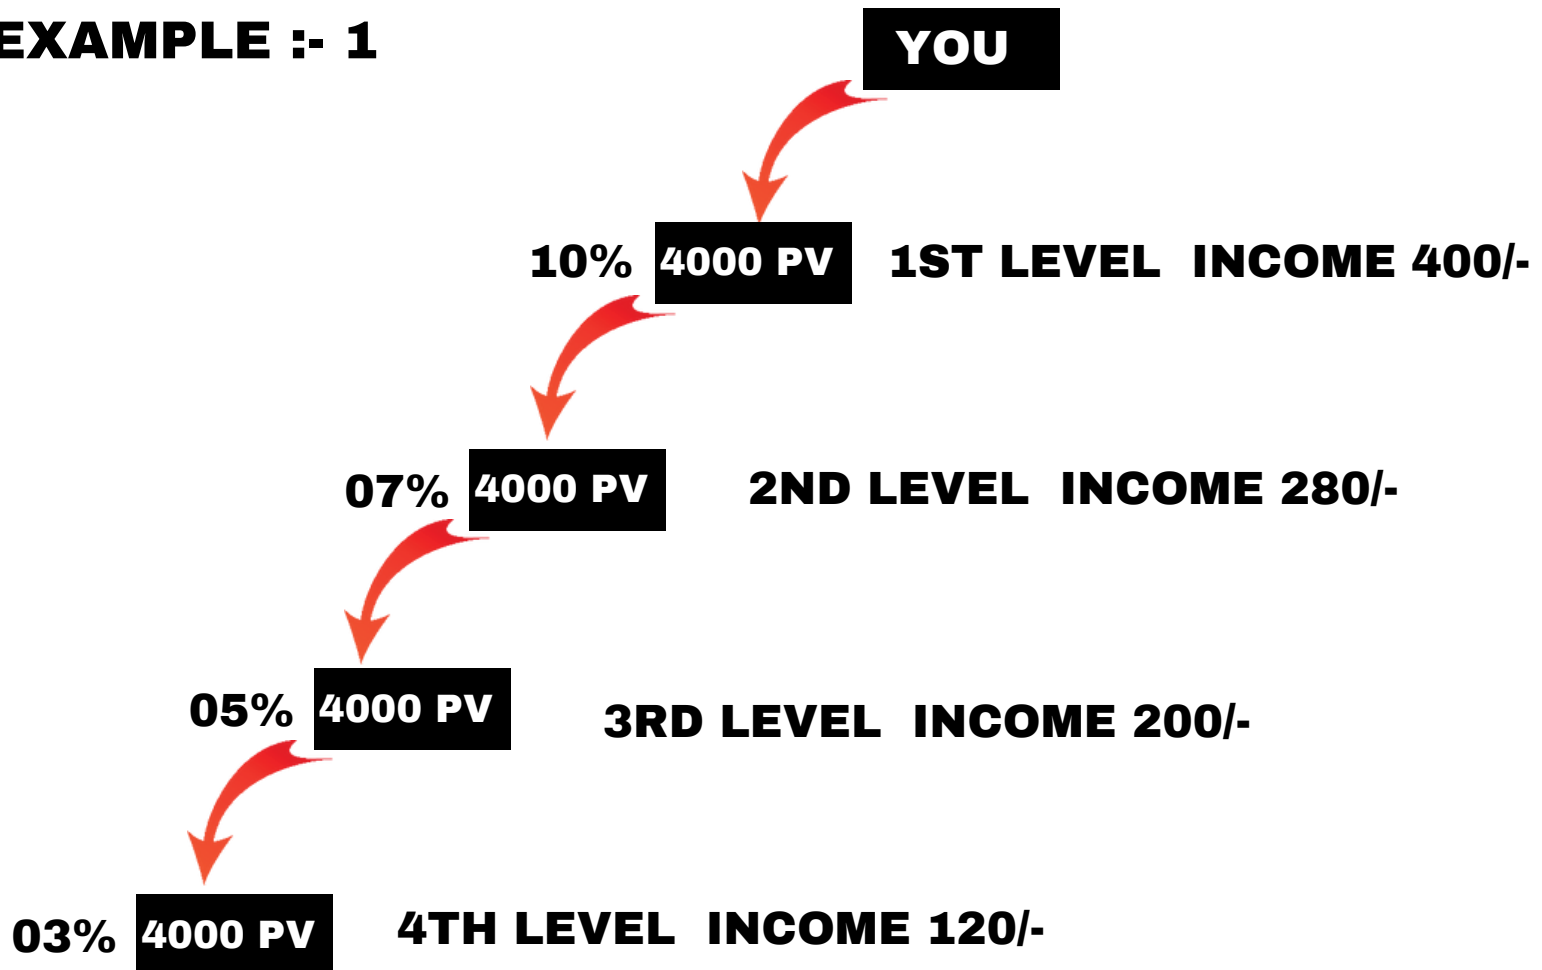 EXAMPLE :- 1
YOU
10% 4000 PV 1ST LEVEL INCOME 400/-
07% 4000 PV 2ND LEVEL INCOME 280/-
05% 4000 PV 3RD LEVEL INCOME 200/-
03% 4000 PV 4TH LEVEL INCOME 120/-